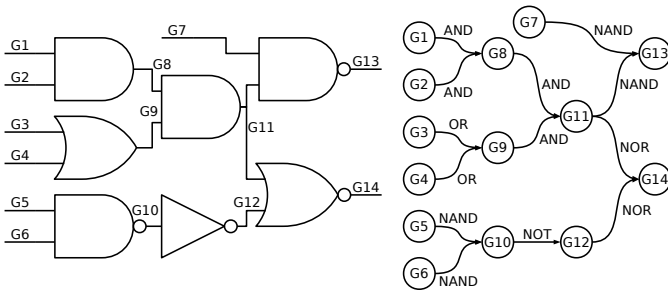 G7
G1
G2
G8
G13
G3
G4
G9
G11
G5
G6
G10
G12
G14
G1
AND
G7
NAND
G8
G13
G2
AND
AND
NAND
G3
OR
G11
G9
AND
G4
OR
NOR
G14
G5
NAND
NOR
G10
NOT
G12
G6
NAND